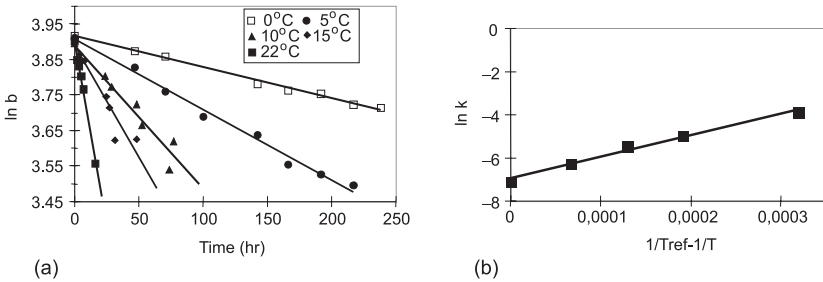 (a)
ln b
3.95
3.85
3.75
3.65
3.55
3.45
0 50 100 150 200 250
Time (hr)
0°C 5°C
10°C 15°C
22°C
(b)
ln k
0
−2
−4
−6
−8
0 0,0001 0,0002 0,0003
1/Tref-1/T